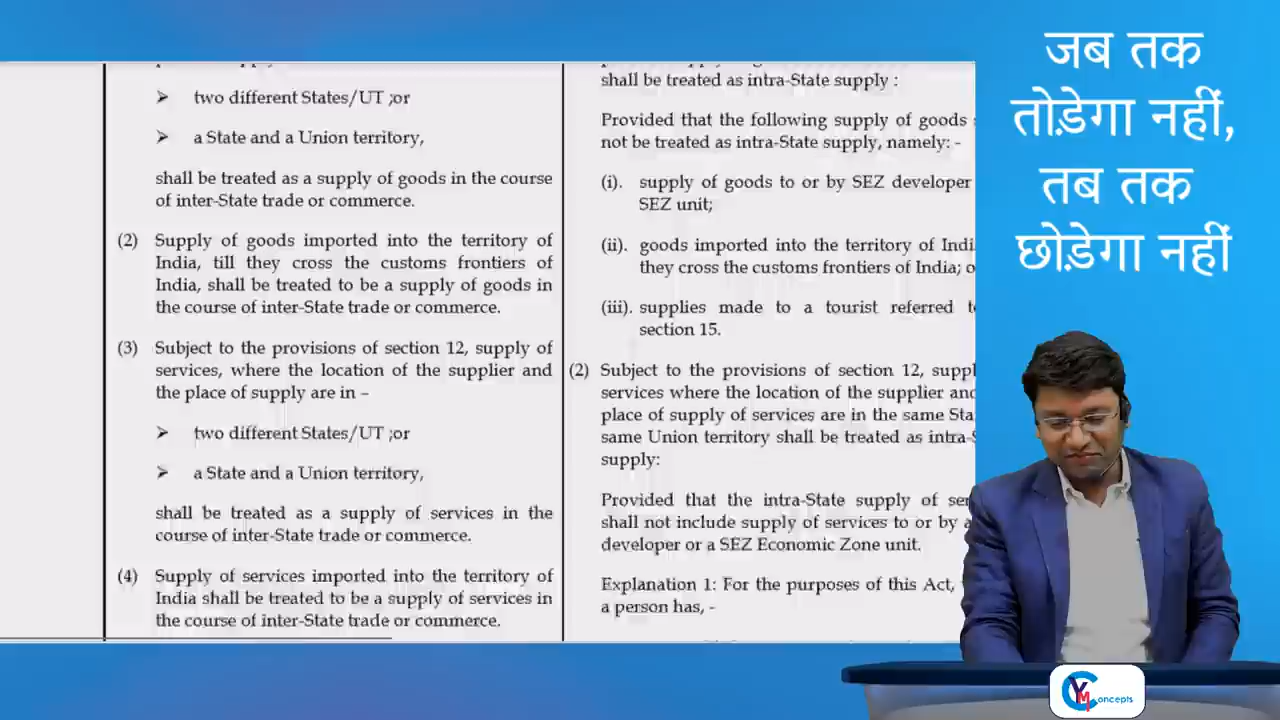 ➢ two different States/UT ;or
➢ a State and a Union territory,
shall be treated as a supply of goods in the course
of inter-State trade or commerce.
(2) Supply of goods imported into the territory of
India, till they cross the customs frontiers of
India, shall be treated to be a supply of goods in
the course of inter-State trade or commerce.
(3) Subject to the provisions of section 12, supply of
services, where the location of the supplier and
the place of supply are in –
➢ two different States/UT ;or
➢ a State and a Union territory,
shall be treated as a supply of services in the
course of inter-State trade or commerce.
(4) Supply of services imported into the territory of
India shall be treated to be a supply of services in
the course of inter-State trade or commerce.
shall be treated as intra-State supply :
Provided that the following supply of goods
not be treated as intra-State supply, namely: -
(i). supply of goods to or by SEZ developer
SEZ unit;
(ii). goods imported into the territory of
they cross the customs frontiers of India;
(iii). supplies made to a tourist referred
section 15.
(2) Subject to the provisions of section 12,
services where the location of the supplier
place of supply of services are in the same
same Union territory shall be treated as
supply:
Provided that the intra-State supply of
shall not include supply of services to or by
developer or a SEZ Economic Zone unit.
Explanation 1: For the purposes of this Act,
a person has, -
जब तक
तोड़ेगा नहीं,
तब तक
छोड़ेगा नहीं
YM Concepts